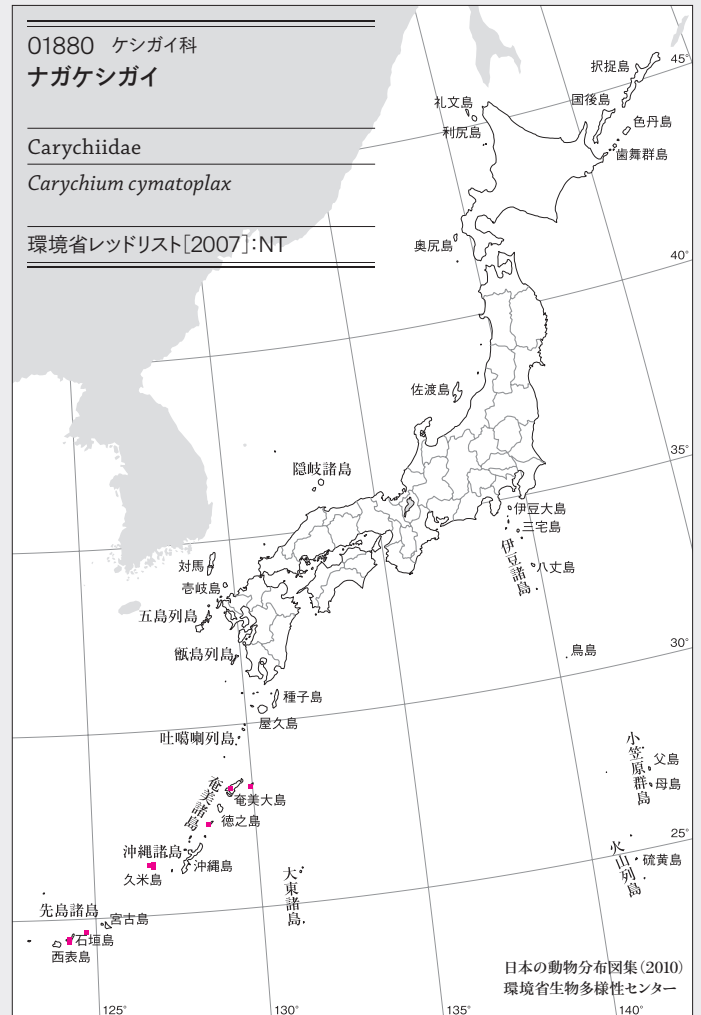 01880 ケシガイ科
ナガケシガイ
Carychiidae
Carychium cymatoplax
環境省レッドリスト[2007]:NT
択捉島
45°
礼文島
国後島
利尻島
色丹島
歯舞群島
奥尻島
40°
佐渡島
35°
隠岐諸島
伊豆大島
三宅島
伊豆諸島
八丈島
対馬
壱岐島
五島列島
甑島列島
鳥島
30°
種子島
屋久島
吐噶喇列島
小笠原群島
父島
母島
奄美諸島
奄美大島
徳之島
25°
沖縄諸島
沖縄島
久米島
火山列島
硫黄島
大東諸島
先島諸島
宮古島
石垣島
西表島
日本の動物分布図集(2010)
環境省生物多様性センター
125°
130°
135°
140°